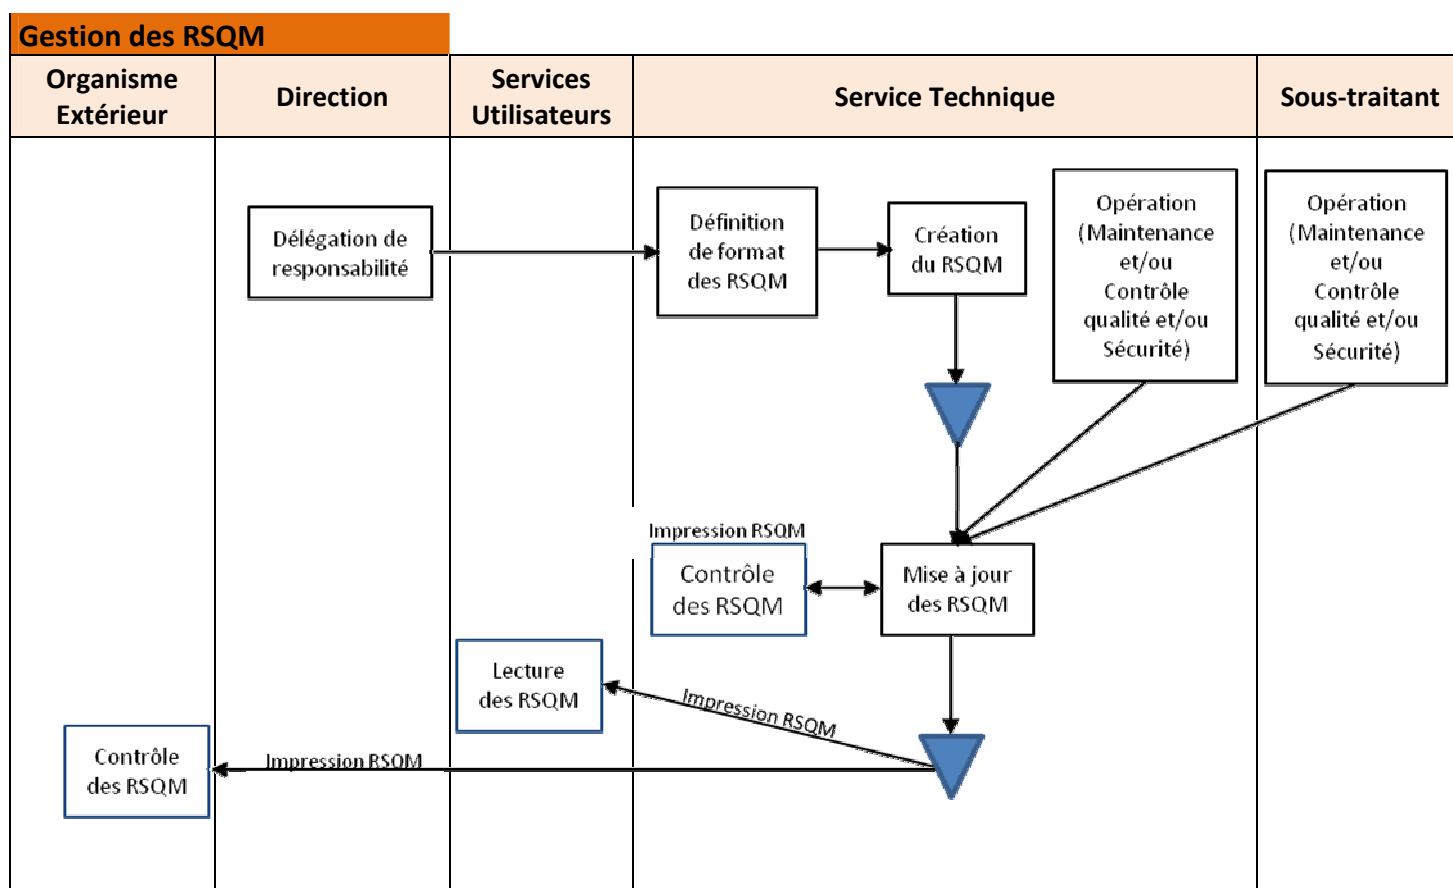 Gestion des RSQM
Organisme
Extérieur
Direction
Services
Utilisateurs
Service Technique
Sous-traitant
Délégation de
responsabilité
Définition
de format
des RSQM
Création
du RSQM
Opération
(Maintenance
et/ou
Contrôle
qualité et/ou
Sécurité)
Opération
(Maintenance
et/ou
Contrôle
qualité et/ou
Sécurité)
Impression RSQM
Contrôle
des RSQM
Mise à jour
des RSQM
Lecture
des RSQM
Impression RSQM
Contrôle
des RSQM
Impression RSQM